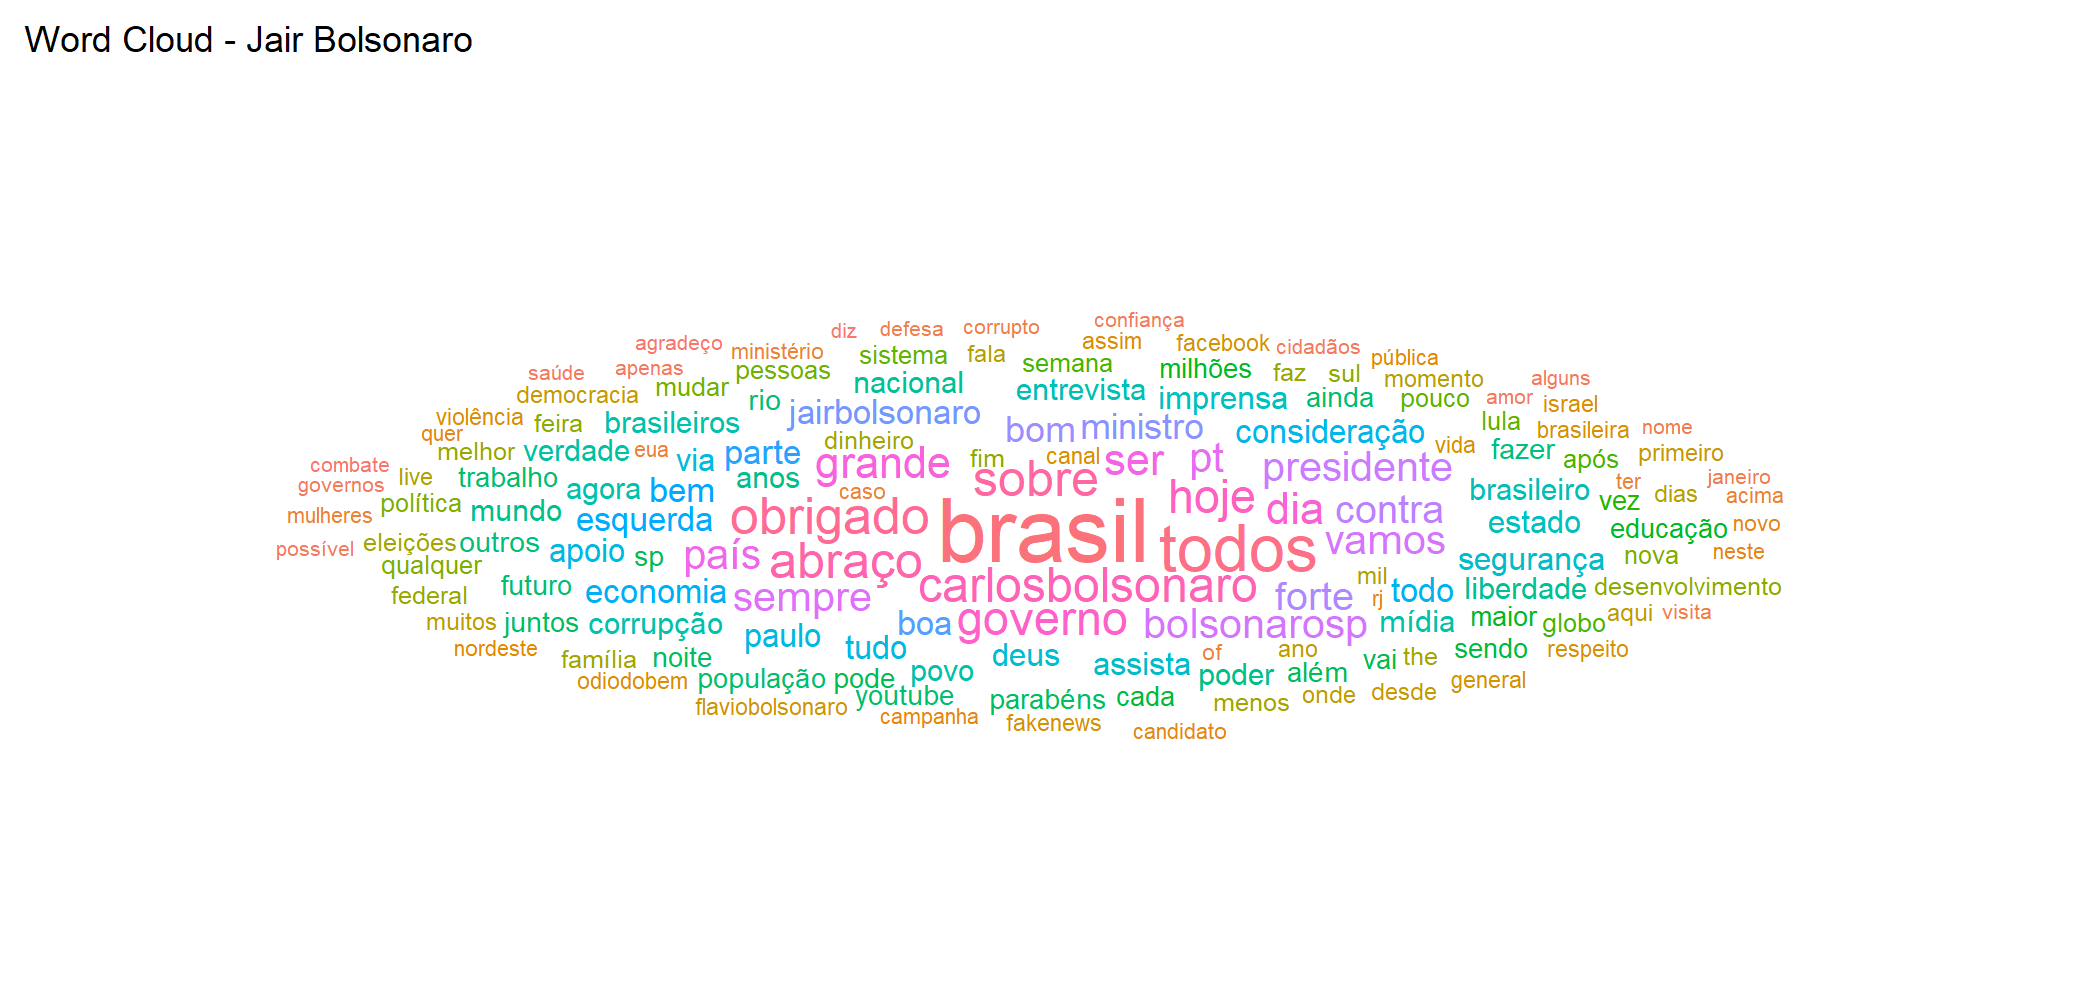 Word Cloud - Jair Bolsonaro
confiança
diz defesa corrupto
agradeço ministério assim facebook cidadãos
sistema fala semana milhões pública
saúde apenas pessoas faz sul momento alguns
democracia mudar nacional entrevista imprensa ainda pouco amor israel
violência feira brasileiros rio jairbolsonaro bom ministro consideração lula brasileira nome
quer melhor verdade eua via parte dinheiro fim canal vida fazer após primeiro
combate live trabalho anos grande sobre ser pt presidente ter janeiro
governos política agora bem caso hoje brasileiro vez dias acima
mulheres mundo esquerda obrigado brasil dia contra estado educação novo
possível eleições outros apoio sp país abraço todos vamos segurança nova neste
qualquer futuro economia sempre carlosbolsonaro forte mil rj todo liberdade desenvolvimento
federal
muitos juntos corrupção paulo boa governo bolsonarosp mídia maior globo aqui visita
nordeste família noite tudo deus assista of ano vai the sendo respeito
odiodobem população pode povo poder além general
flaviobolsonaro youtube parabéns cada menos onde desde
campanha fakenews candidato